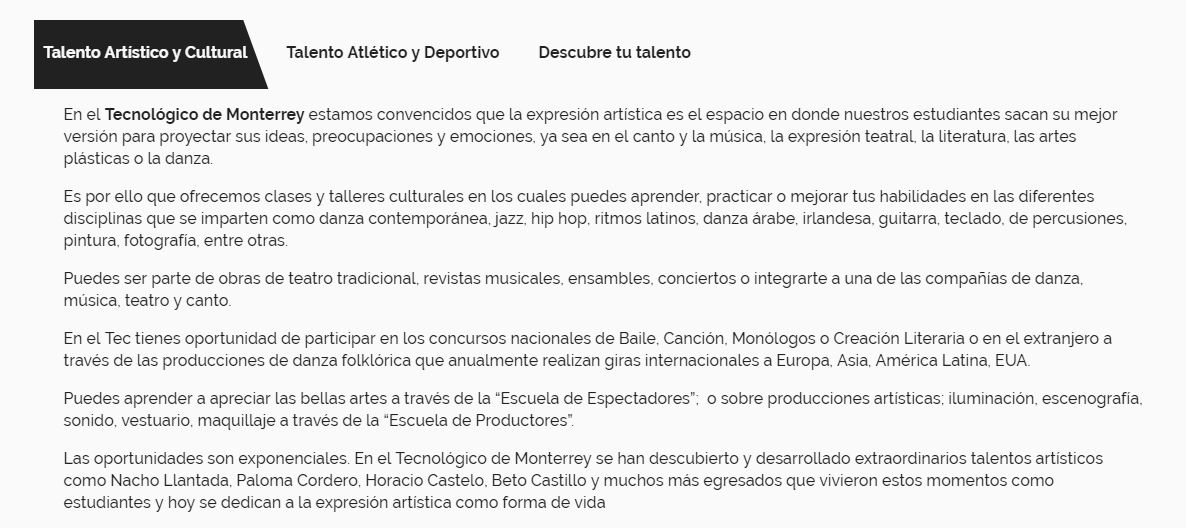 Talento Artístico y Cultural
Talento Atlético y Deportivo
Descubre tu talento
En el Tecnológico de Monterrey estamos convencidos que la expresión artística es el espacio en donde nuestros estudiantes sacan su mejor
versión para proyectar sus ideas, preocupaciones y emociones, ya sea en el canto y la música, la expresión teatral, la literatura, las artes
plásticas o la danza.
Es por ello que ofrecemos clases y talleres culturales en los cuales puedes aprender, practicar o mejorar tus habilidades en las diferentes
disciplinas que se imparten como danza contemporánea, jazz, hip hop, ritmos latinos, danza árabe, irlandesa, guitarra, teclado, de percusiones,
pintura, fotografía, entre otras.
Puedes ser parte de obras de teatro tradicional, revistas musicales, ensambles, conciertos o integrarte a una de las compañías de danza,
música, teatro y canto.
En el Tec tienes oportunidad de participar en los concursos nacionales de Baile, Canción, Monólogos o Creación Literaria o en el extranjero a
través de las producciones de danza folklórica que anualmente realizan giras internacionales a Europa, Asia, América Latina, EUA.
Puedes aprender a apreciar las bellas artes a través de la “Escuela de Espectadores”;  o sobre producciones artísticas; iluminación, escenografía,
sonido, vestuario, maquillaje a través de la “Escuela de Productores”.
Las oportunidades son exponenciales. En el Tecnológico de Monterrey se han descubierto y desarrollado extraordinarios talentos artísticos
como Nacho Llantada, Paloma Cordero, Horacio Castelo, Beto Castillo y muchos más egresados que vivieron estos momentos como
estudiantes y hoy se dedican a la expresión artística como forma de vida